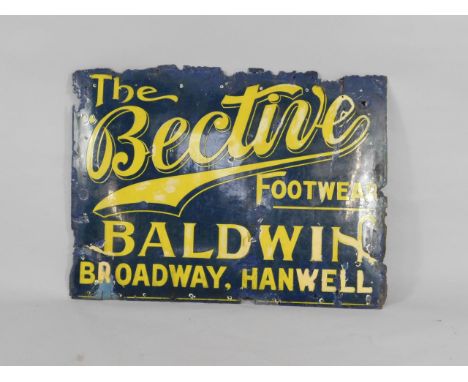 The
"Bective"
FOOTWEAR
BALDWIN
BROADWAY, HANWELL